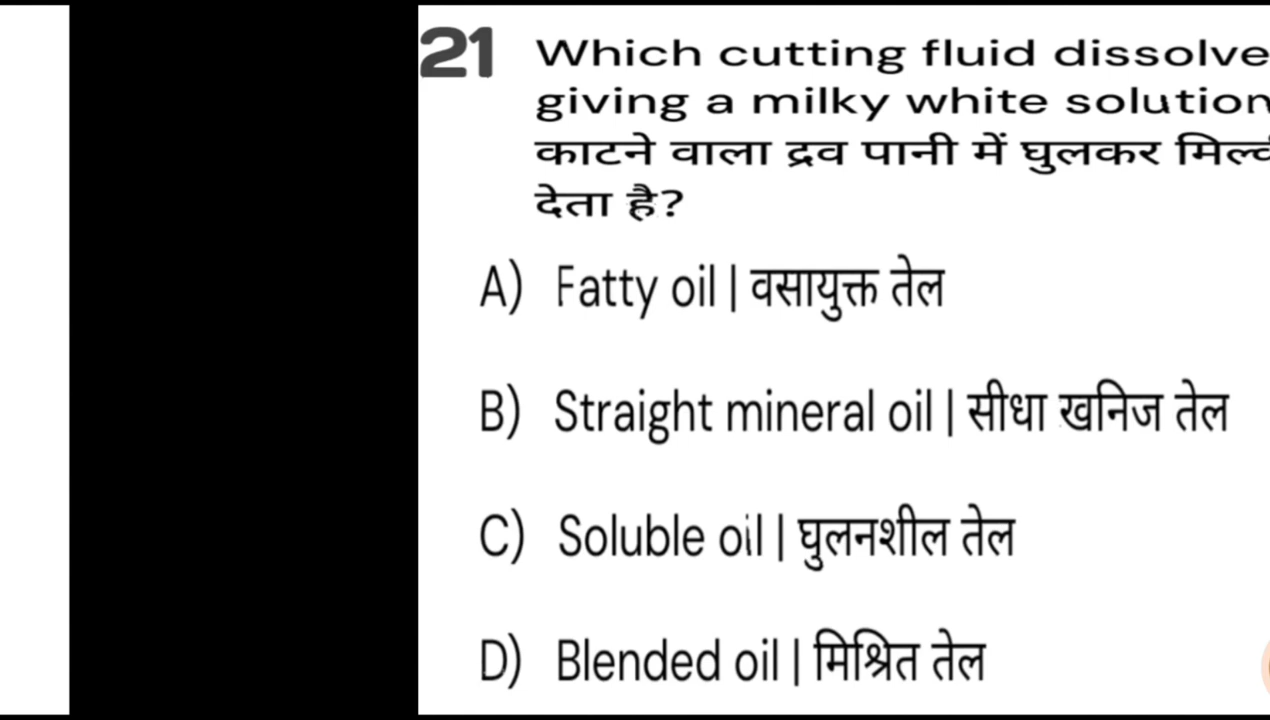 21 Which cutting fluid dissolve
giving a milky white solution
काटने वाला द्रव पानी में घुलकर
देता है?
A) Fatty oil | वसायुक्त तेल
B) Straight mineral oil | सीधा खनिज तेल
C) Soluble oil | घुलनशील तेल
D) Blended oil | मिश्रित तेल